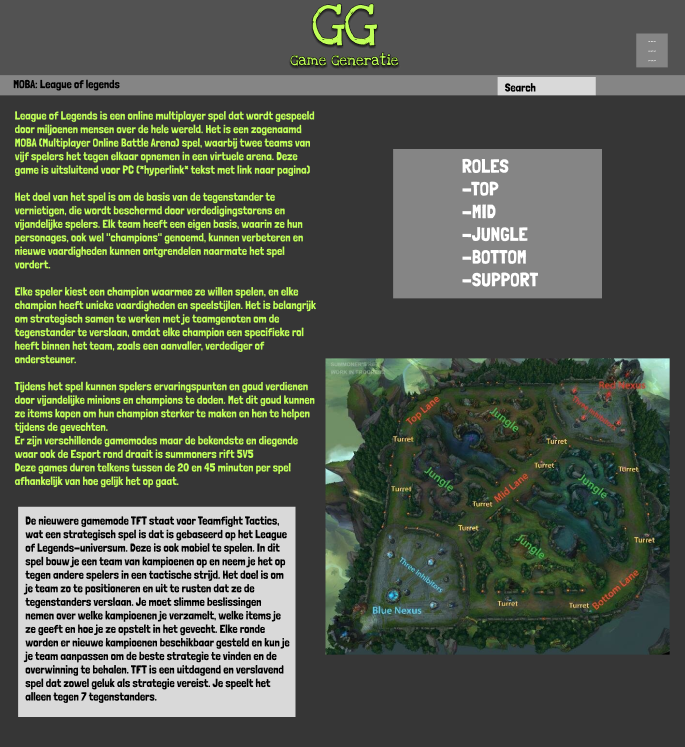 GG
Game Generatie
MOBA: League of legends
Search
League of Legends is een online multiplayer spel dat wordt gespeeld
door miljoenen mensen over de hele wereld. Het is een zogenaamd
MOBA (Multiplayer Online Battle Arena) spel, waarbij twee teams van
vijf spelers het tegen elkaar opnemen in een virtuele arena. Deze
game is uitsluitend voor PC ("hyperlink" tekst met link naar pagina)
Het doel van het spel is om de basis van de tegenstander te
vernietigen, die wordt beschermd door verdedigingstorens en
vijandelijke spelers. Elk team heeft een eigen basis, waarin ze hun
personages, ook wel "champions" genoemd, kunnen verbeteren en
nieuwe vaardigheden kunnen ontgrendelen naarmate het spel
vordert.
Elke speler kiest een champion waarmee ze willen spelen, en elke
champion heeft unieke vaardigheden en speelstijlen. Het is belangrijk
om strategisch samen te werken met je teamgenoten om de
tegenstander te verslaan, omdat elke champion een specifieke rol
heeft binnen het team, zoals een aanvaller, verdediger of
ondersteuner.
Tijdens het spel kunnen spelers ervaringspunten en goud verdienen
door vijandelijke minions en champions te doden. Met dit goud kunnen
ze items kopen om hun champion sterker te maken en hen te helpen
tijdens de gevechten.
Er zijn verschillende gamemodes maar de bekendste en diegende
waar ook de Esport rond draait is summoners rift 5V5
Deze games duren telkens tussen de 20 en 45 minuten per spel
afhankelijk van hoe gelijk het op gaat.
De nieuwere gamemode TFT staat voor Teamfight Tactics,
wat een strategisch spel is dat is gebaseerd op het League
of Legends-universum. Deze is ook mobiel te spelen. In dit
spel bouw je een team van kampioenen op en neem je het op
tegen andere spelers in een tactische strijd. Het doel is om
je team zo te positioneren en uit te rusten dat ze de
tegenstanders verslaan. Je moet slimme beslissingen
nemen over welke kampioenen je verzamelt, welke items je
ze geeft en hoe je ze opstelt in het gevecht. Elke ronde
worden er nieuwe kampioenen beschikbaar gesteld en kun je
je team aanpassen om de beste strategie te vinden en de
overwinning te behalen. TFT is een uitdagend en verslavend
spel dat zowel geluk als strategie vereist. Je speelt het
alleen tegen 7 tegenstanders.
ROLES
-TOP
-MID
-JUNGLE
-BOTTOM
-SUPPORT
Red Nexus
Top Lane
Three Inhibitors
Jungle
Turret
Turret
Turret
Turret
Jungle
Mid Lane
Jungle
Turret
Turret
Turret
Turret
Jungle
Three Inhibitors
Bottom Lane
Blue Nexus
Turret
Turret